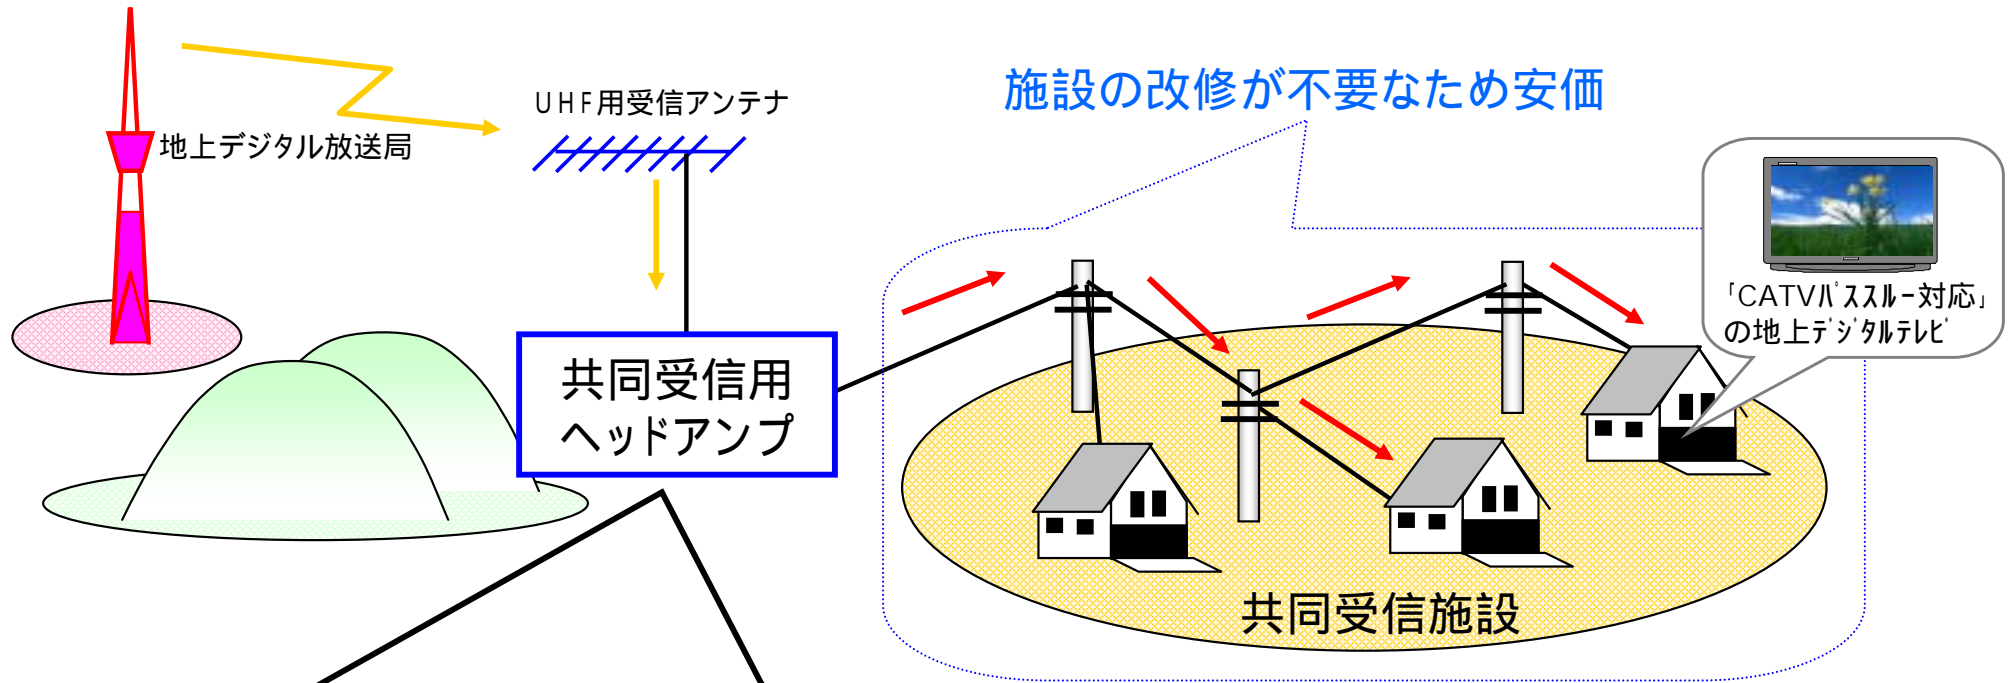 施設の改修が不要なため安価
UHF用受信アンテナ
地上デジタル放送局
「CATVﾊﾟｽｽﾙｰ対応」
の地上ﾃﾞｼﾞﾀﾙﾃﾚﾋﾞ
共同受信用
ヘッドアンプ
共同受信施設